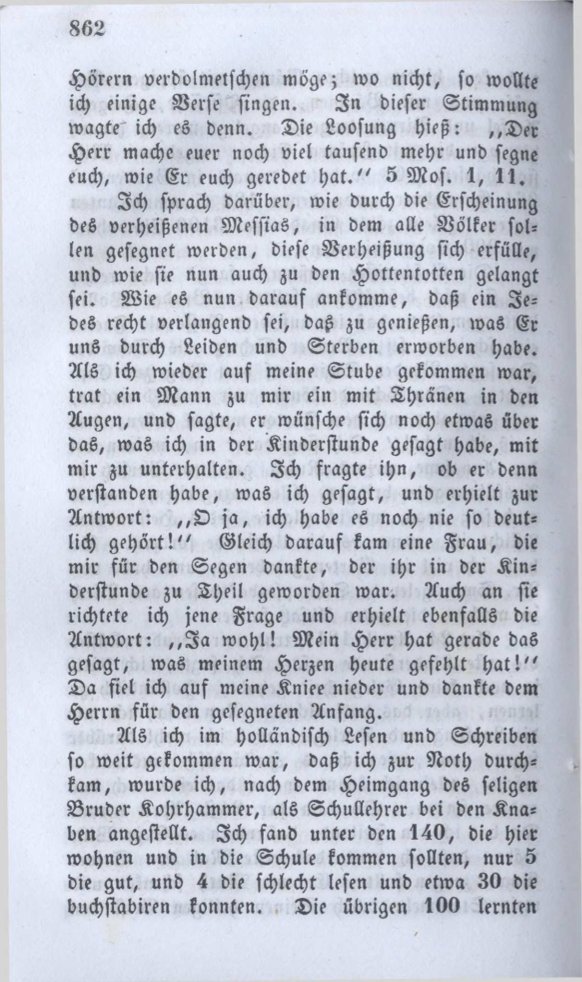 862
Hörern verdolmetschen möge; wo nicht, so wollte
ich einige Verse singen. In dieser Stimmung
wagte ich es denn. Die Loosung hieß: „Der
Herr mache euer noch viel tausend mehr und segne
euch, wie Er euch geredet hat.“ 5 Mos. 1, 11.
Ich sprach darüber, wie durch die Erscheinung
des verheißenen Messias, in dem alle Völker sol-
len gesegnet werden, diese Verheißung sich erfülle,
und wie sie nun auch zu den Hottentotten gelangt
sei. Wie es nun darauf ankomme, daß ein Je-
des recht verlangend sei, das zu genießen, was Er
uns durch Leiden und Sterben erworben habe.
Als ich wieder auf meine Stube gekommen war,
trat ein Mann zu mir ein mit Thränen in den
Augen, und sagte, er wünsche sich noch etwas über
das, was ich in der Kinderstunde gesagt habe, mit
mir zu unterhalten. Ich fragte ihn, ob er denn
verstanden habe, was ich gesagt, und erhielt zur
Antwort: „O ja, ich habe es noch nie so deut-
lich gehört!“ Gleich darauf kam eine Frau, die
mir für den Segen dankte, der ihr in der Kin-
derstunde zu Theil geworden war. Auch an sie
richtete ich jene Frage und erhielt ebenfalls die
Antwort: „Ja wohl! Mein Herr hat gerade das
gesagt, was meinem Herzen heute gefehlt hat!“
Da fiel ich auf meine Kniee nieder und dankte dem
Herrn für den gesegneten Anfang.
Als ich im holländisch Lesen und Schreiben
so weit gekommen war, daß ich zur Noth durch-
kam, wurde ich, nach dem Heimgang des seligen
Bruder Kohrhammer, als Schullehrer bei den Kna-
ben angestellt. Ich fand unter den 140, die hier
wohnen und in die Schule kommen sollten, nur 5
die gut, und 4 die schlecht lesen und etwa 30 die
buchstabiren konnten. Die übrigen 100 lernten